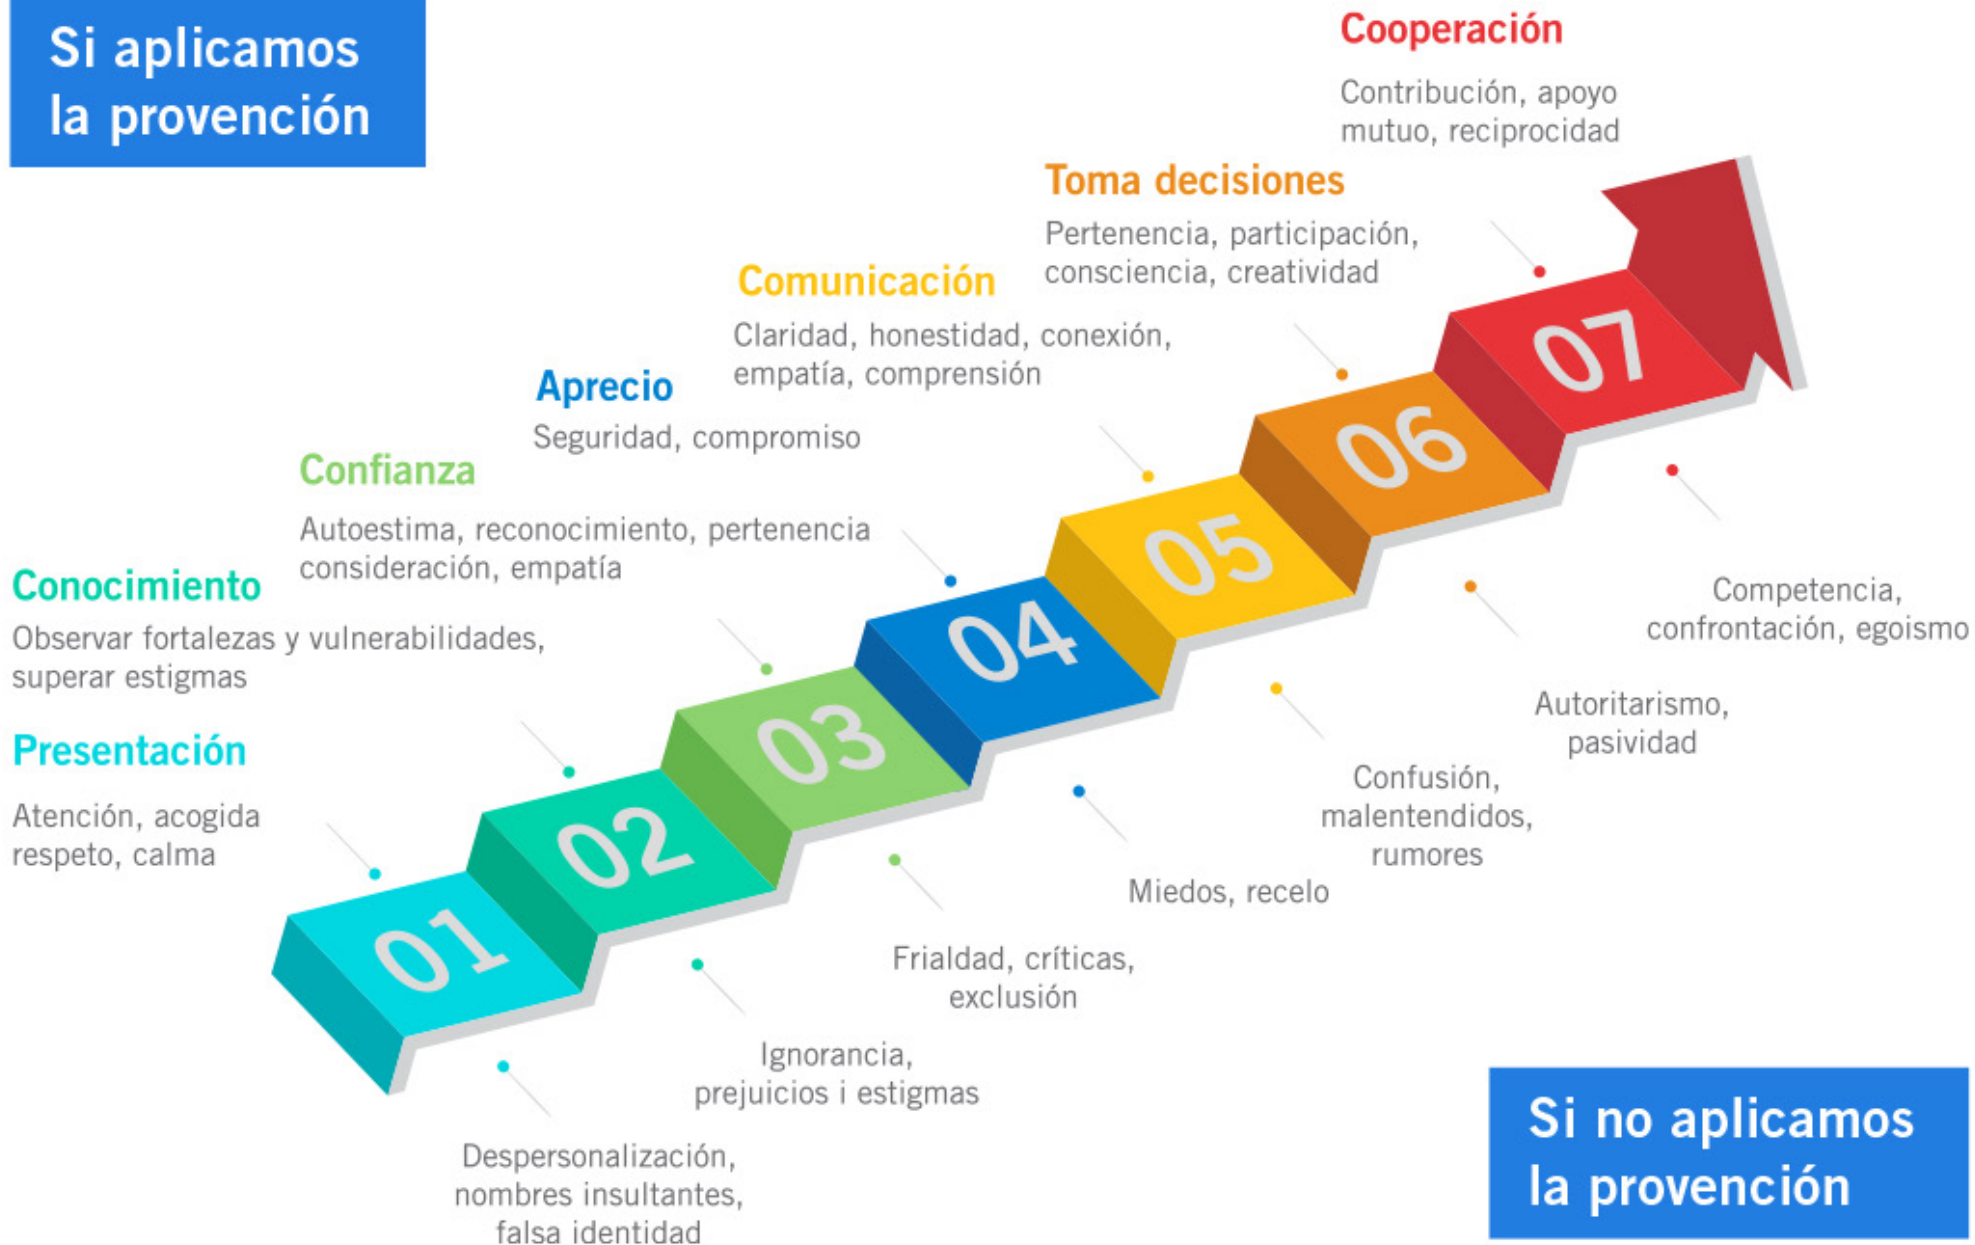 Si aplicamos
la provención
Cooperación
Contribución, apoyo
mutuo, reciprocidad
Toma decisiones
Pertenencia, participación,
consciencia, creatividad
Comunicación
Claridad, honestidad, conexión,
empatía, comprensión
Aprecio
Seguridad, compromiso
Confianza
Autoestima, reconocimiento, pertenencia
consideración, empatía
Conocimiento
Observar fortalezas y vulnerabilidades,
superar estigmas
Presentación
Atención, acogida
respeto, calma
01
02
03
04
05
06
07
Despersonalización,
nombres insultantes,
falsa identidad
Ignorancia,
prejuicios i estigmas
Frialdad, críticas,
exclusión
Miedos, recelo
Confusión,
malentendidos,
rumores
Autoritarismo,
pasividad
Competencia,
confrontación, egoismo
Si no aplicamos
la provención